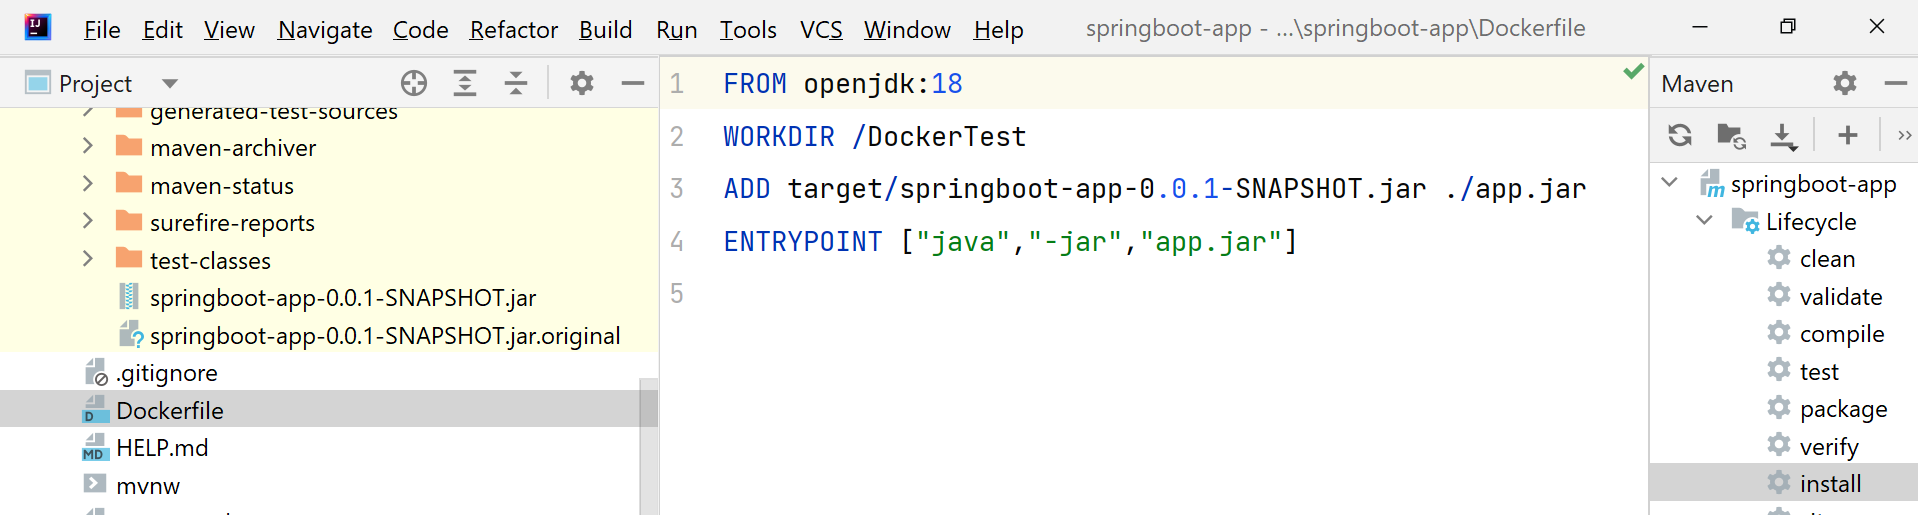 File Edit View Navigate Code Refactor Build Run Tools VCS Window Help springboot-app - ...\springboot-app\Dockerfile
Project
generated-test-sources
maven-archiver
maven-status
surefire-reports
test-classes
springboot-app-0.0.1-SNAPSHOT.jar
springboot-app-0.0.1-SNAPSHOT.jar.original
.gitignore
Dockerfile
HELP.md
mvnw
1 FROM openjdk:18
2 WORKDIR /DockerTest
3 ADD target/springboot-app-0.0.1-SNAPSHOT.jar ./app.jar
4 ENTRYPOINT ["java","-jar","app.jar"]
5
Maven
springboot-app
Lifecycle
clean
validate
compile
test
package
verify
install